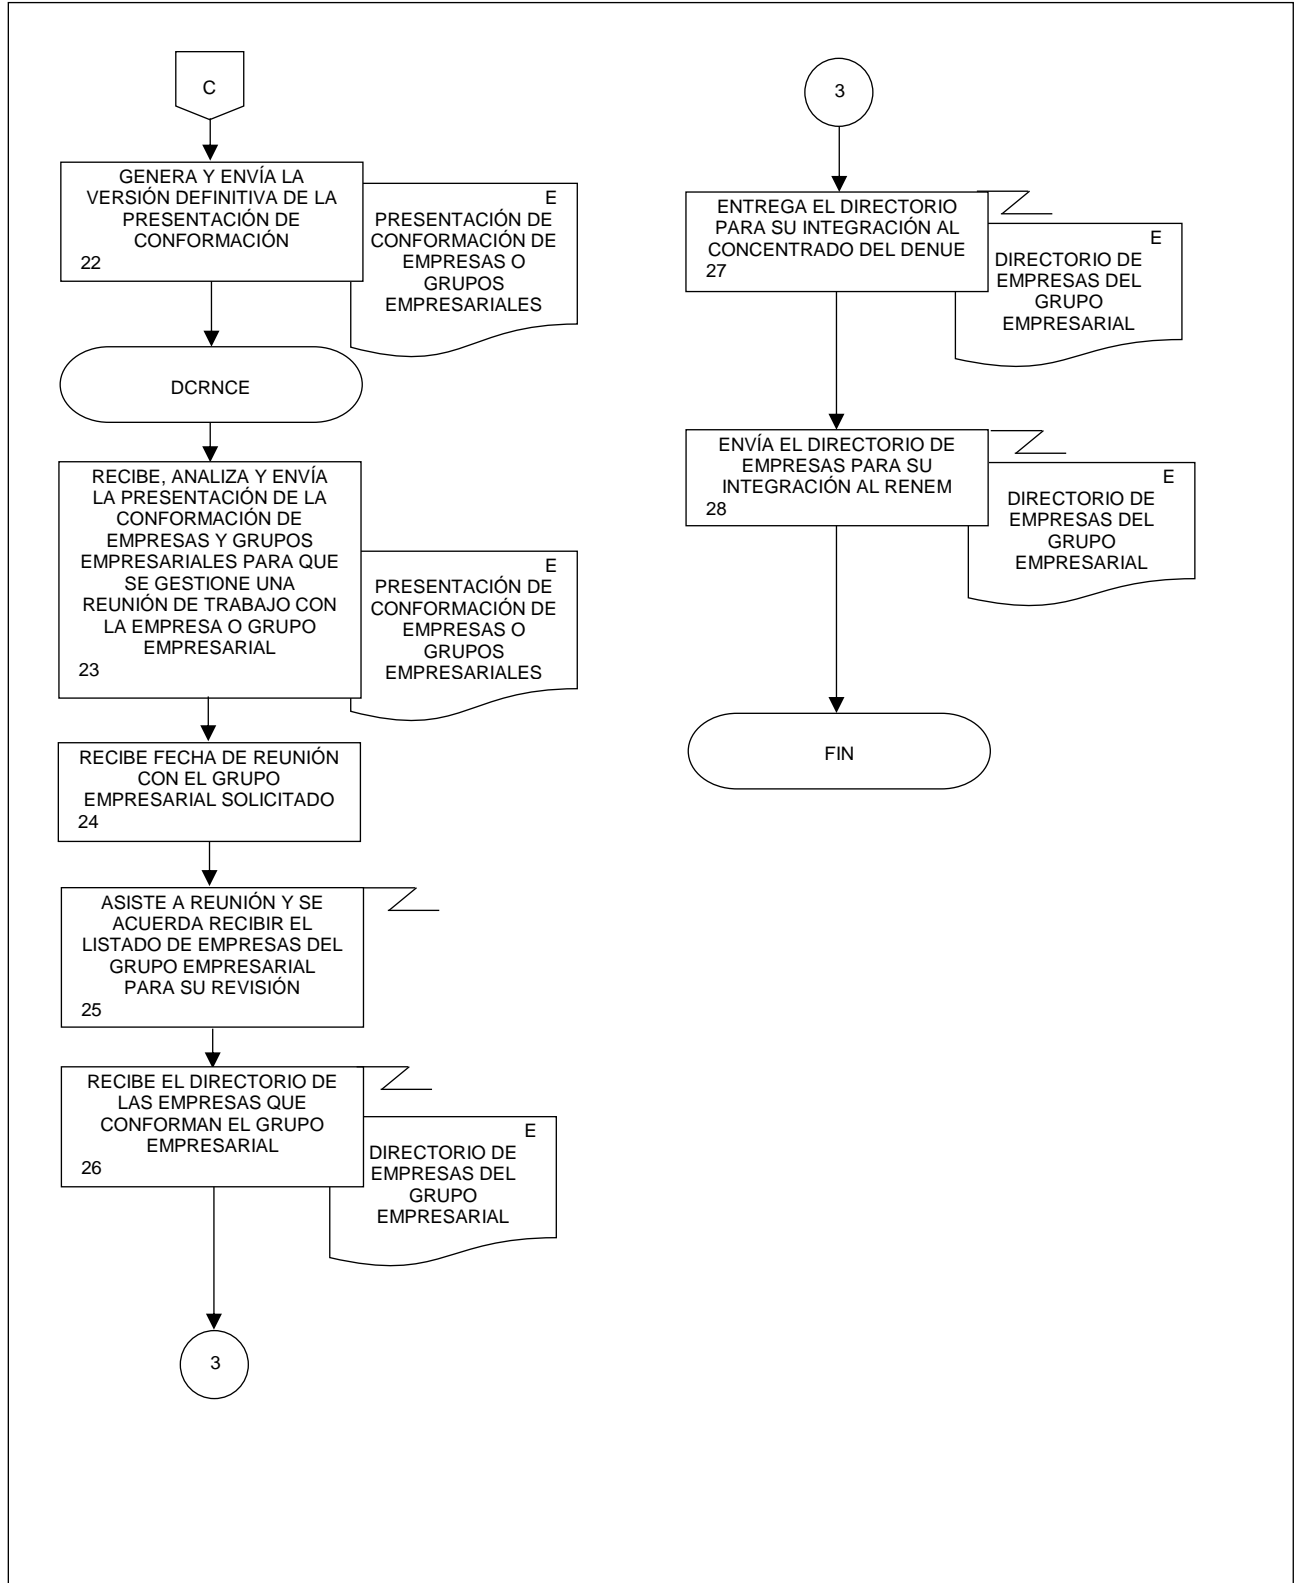 C
GENERA Y ENVÍA LA
VERSIÓN DEFINITIVA DE LA
PRESENTACIÓN DE
CONFORMACIÓN
22
E
PRESENTACIÓN DE
CONFORMACIÓN DE
EMPRESAS O
GRUPOS
EMPRESARIALES
DCRNCE
RECIBE, ANALIZA Y ENVÍA
LA PRESENTACIÓN DE LA
CONFORMACIÓN DE
EMPRESAS Y GRUPOS
EMPRESARIALES PARA QUE
SE GESTIONE UNA
REUNIÓN DE TRABAJO CON
LA EMPRESA O GRUPO
EMPRESARIAL
23
E
PRESENTACIÓN DE
CONFORMACIÓN DE
EMPRESAS O
GRUPOS
EMPRESARIALES
RECIBE FECHA DE REUNIÓN
CON EL GRUPO
EMPRESARIAL SOLICITADO
24
ASISTE A REUNIÓN Y SE
ACUERDA RECIBIR EL
LISTADO DE EMPRESAS DEL
GRUPO EMPRESARIAL
PARA SU REVISIÓN
25
RECIBE EL DIRECTORIO DE
LAS EMPRESAS QUE
CONFORMAN EL GRUPO
EMPRESARIAL
26
E
DIRECTORIO DE
EMPRESAS DEL
GRUPO
EMPRESARIAL
3
3
ENTREGA EL DIRECTORIO
PARA SU INTEGRACIÓN AL
CONCENTRADO DEL DENUE
27
E
DIRECTORIO DE
EMPRESAS DEL
GRUPO
EMPRESARIAL
ENVÍA EL DIRECTORIO DE
EMPRESAS PARA SU
INTEGRACIÓN AL RENEM
28
E
DIRECTORIO DE
EMPRESAS DEL
GRUPO
EMPRESARIAL
FIN